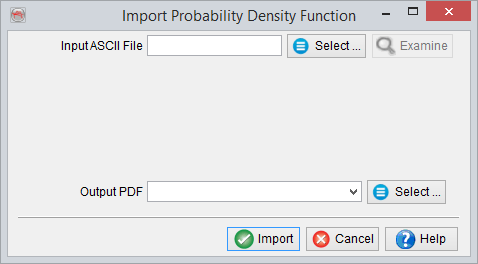 Import Probability Density Function
Input ASCII File Select ... Examine
Output PDF Select ...
Import Cancel Help